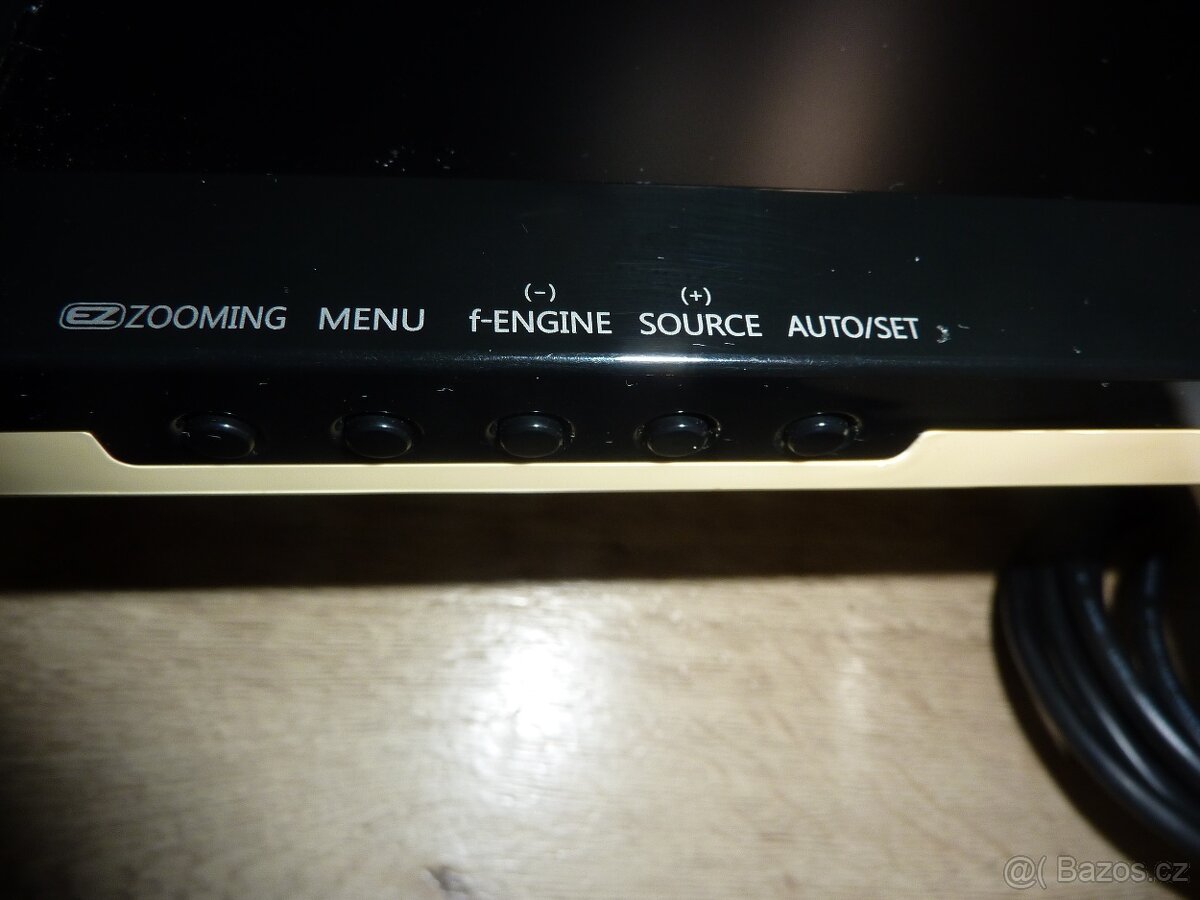 EZ ZOOMING MENU (-) f-ENGINE (+) SOURCE AUTO/SET
@( Bazos.cz